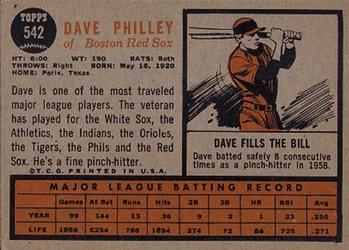 TOPPS
542
DAVE PHILLEY
of Boston Red Sox
HT: 6:00 WT: 190 BATS: Both
THROWS: Right BORN: May 16, 1920
HOME: Paris, Texas
Dave is one of the most traveled
major league players. The veteran
has played for the White Sox, the
Athletics, the Indians, the Orioles,
the Tigers, the Phils and the Red
Sox. He's a fine pinch-hitter.
©T.C.G. PRINTED IN U.S.A.
DAVE FILLS THE BILL
Dave batted safely 8 consecutive
times as a pinch-hitter in 1958.
MAJOR LEAGUE BATTING RECORD
Games At Bat Runs Hits 2B 3B HR RBI Avg.
YEAR 99 144 13 36 9 2 1 23 .250
LIFE 1868 6254 784 1694 274 72 84 725 .271